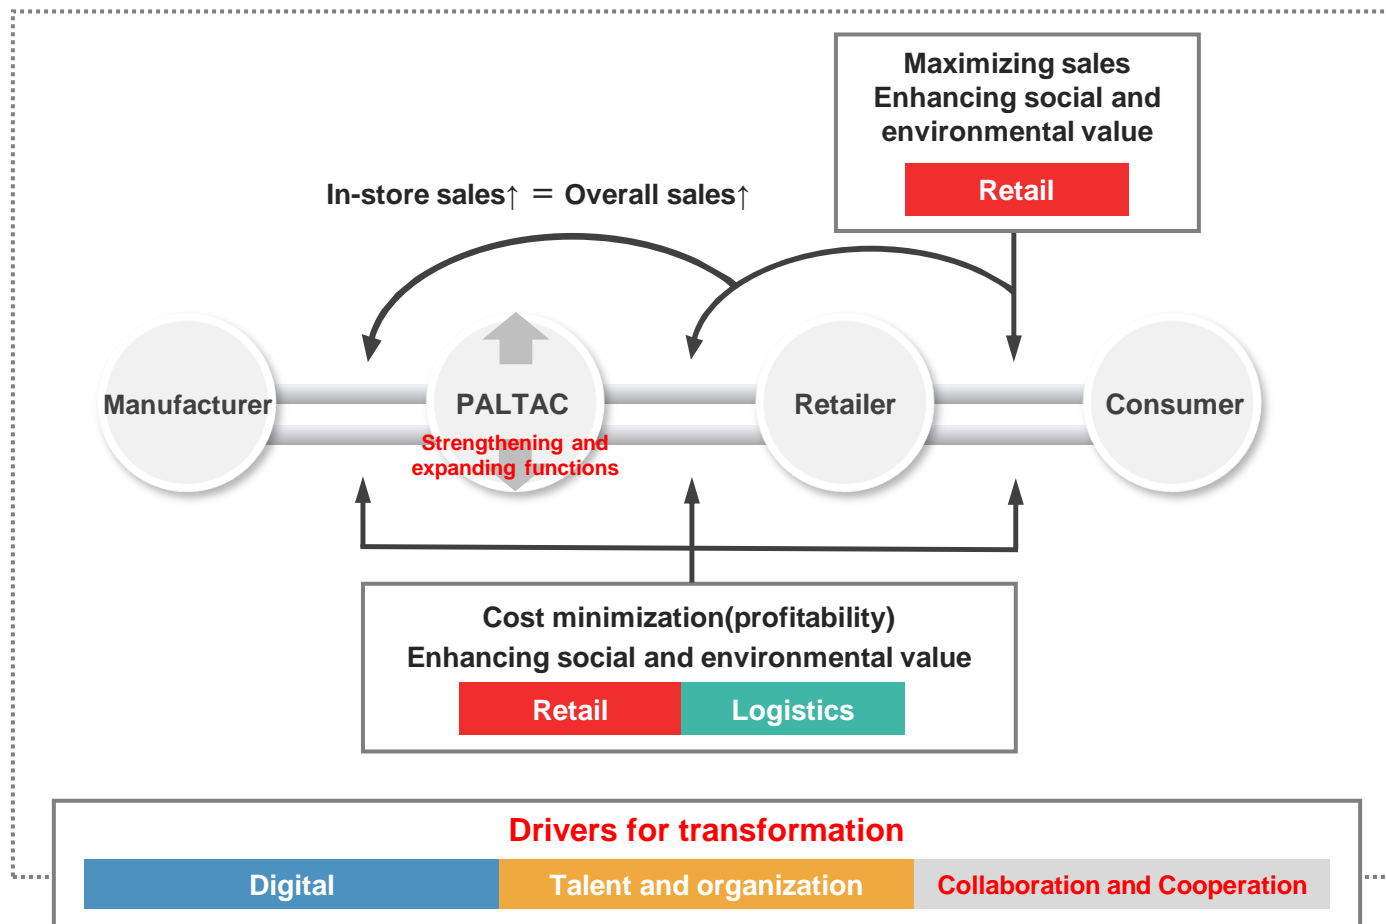 Maximizing sales
Enhancing social and
environmental value
Retail
In-store sales↑ = Overall sales↑
Manufacturer
PALTAC
Strengthening and
expanding functions
Retailer
Consumer
Cost minimization(profitability)
Enhancing social and environmental value
Retail
Logistics
Drivers for transformation
Digital
Talent and organization
Collaboration and Cooperation